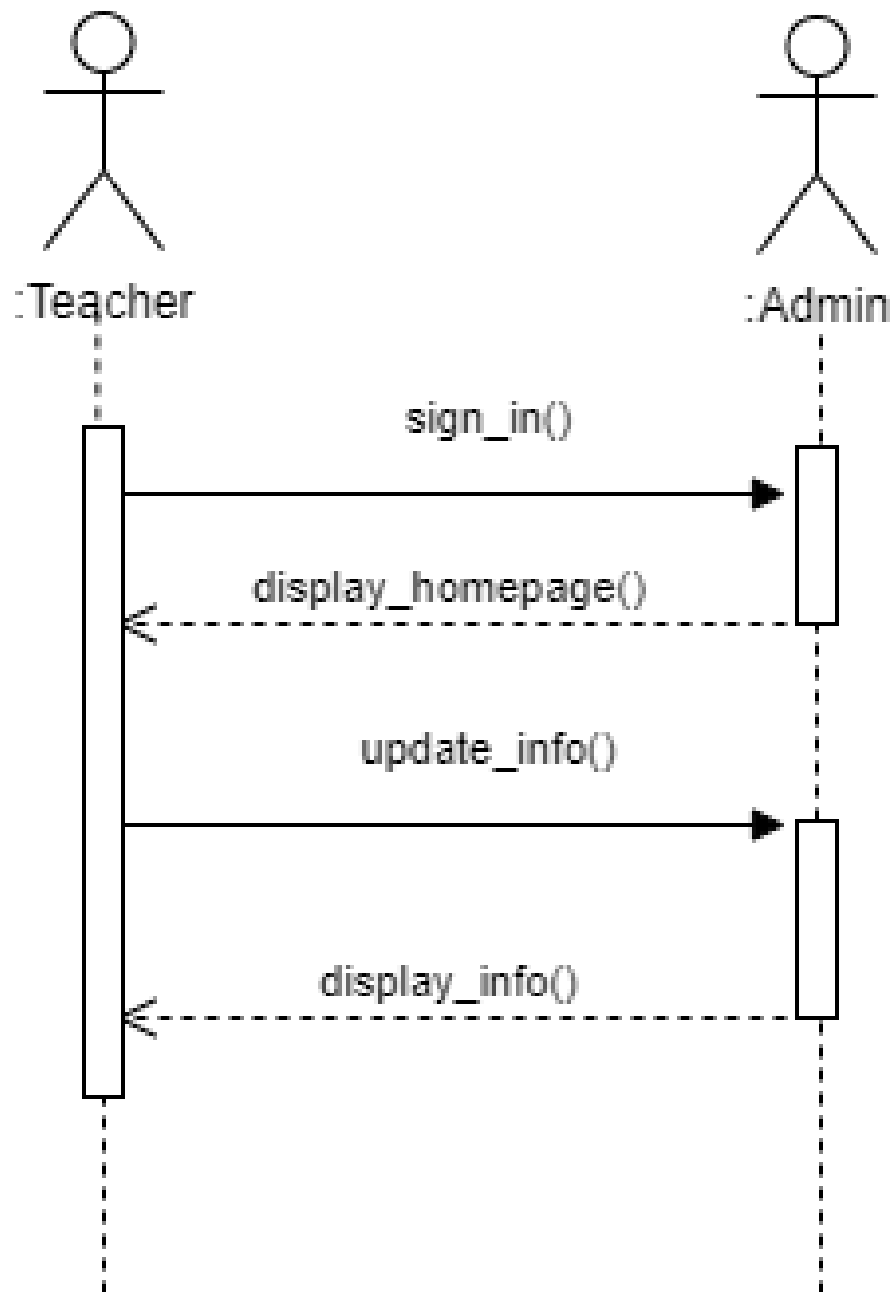 :Teacher
:Admin
sign_in()
display_homepage()
update_info()
display_info()